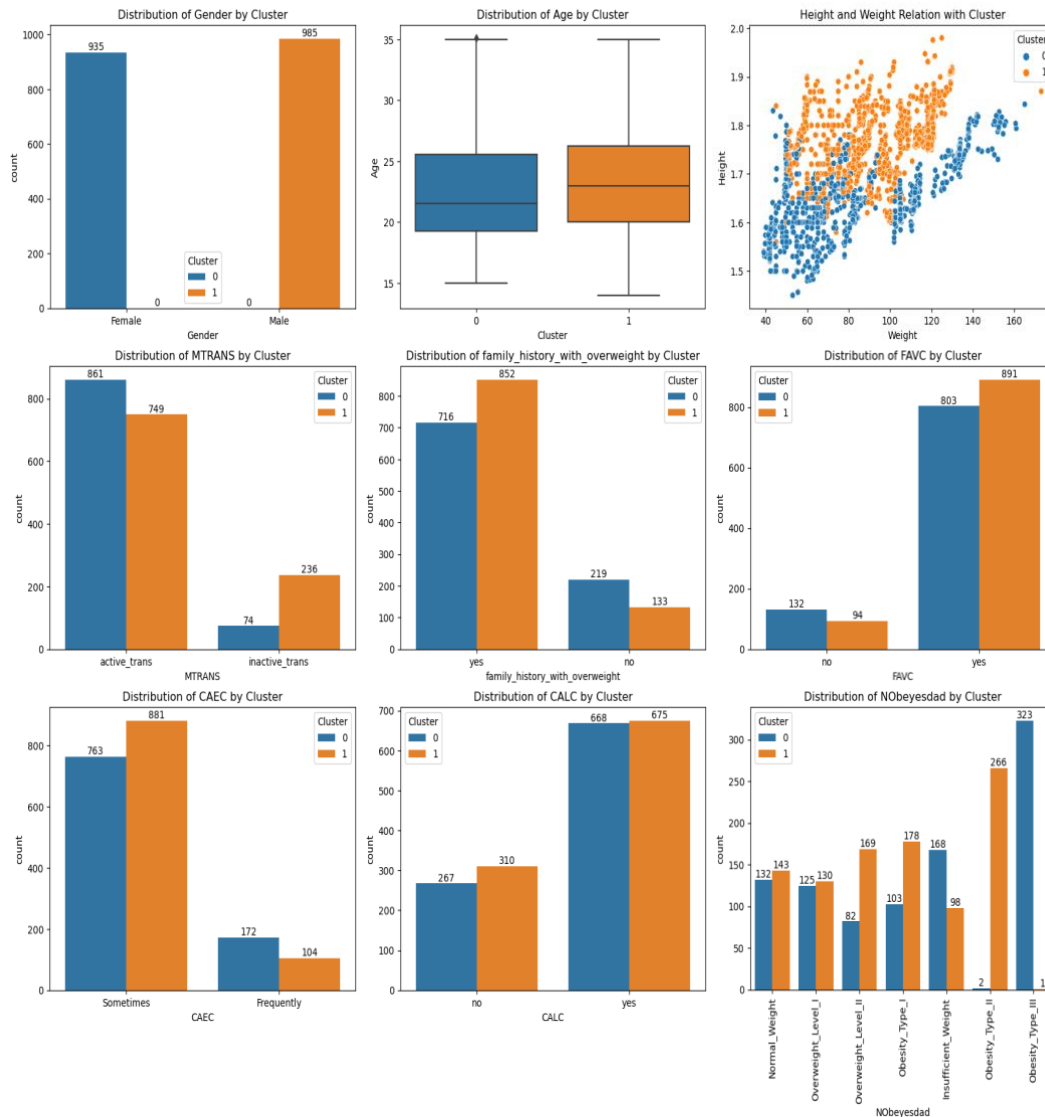 Distribution of Gender by Cluster
1000
800
600
400
200
0
count
935
0
0
985
Cluster
0
1
Female
Male
Gender
Distribution of Age by Cluster
35
30
25
20
15
Age
0
1
Cluster
Height and Weight Relation with Cluster
2.0
1.9
1.8
1.7
1.6
1.5
Height
Cluster
0
1
40
60
80
100
120
140
160
Weight
Distribution of MTRANS by Cluster
800
600
400
200
0
count
861
749
74
236
Cluster
0
1
active_trans
inactive_trans
MTRANS
Distribution of family_history_with_overweight by Cluster
800
700
600
500
400
300
200
100
0
count
716
852
219
133
Cluster
0
1
yes
no
family_history_with_overweight
Distribution of FAVC by Cluster
800
600
400
200
0
count
132
94
803
891
Cluster
0
1
no
yes
FAVC
Distribution of CAEC by Cluster
800
600
400
200
0
count
763
881
172
104
Cluster
0
1
Sometimes
Frequently
CAEC
Distribution of CALC by Cluster
700
600
500
400
300
200
100
0
count
267
310
668
675
Cluster
0
1
no
yes
CALC
Distribution of NObeyesdad by Cluster
300
250
200
150
100
50
0
count
Cluster
0
1
132
143
125
130
82
169
103
178
168
98
2
266
323
1
Normal_Weight
Overweight_Level_I
Overweight_Level_II
Obesity_Type_I
Insufficient_Weight
Obesity_Type_II
Obesity_Type_III
NObeyesdad